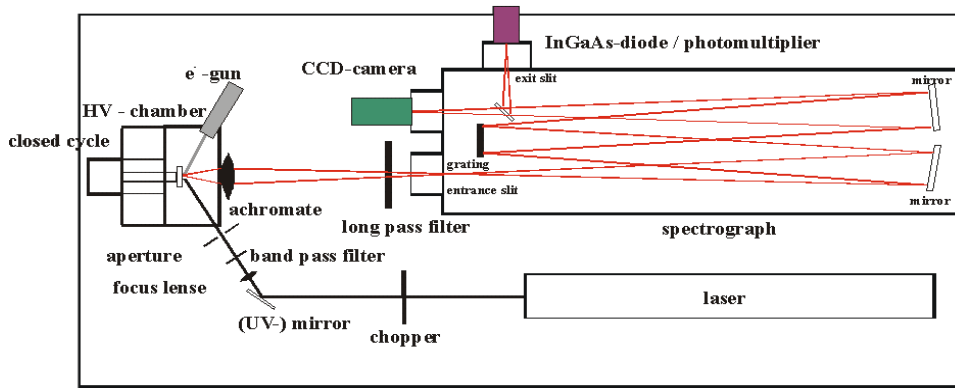 InGaAs-diode / photomultiplier
CCD-camera
exit slit
mirror
e⁻-gun
HV - chamber
closed cycle
grating
entrance slit
mirror
achromate
long pass filter
spectrograph
aperture
band pass filter
focus lense
laser
(UV-) mirror
chopper